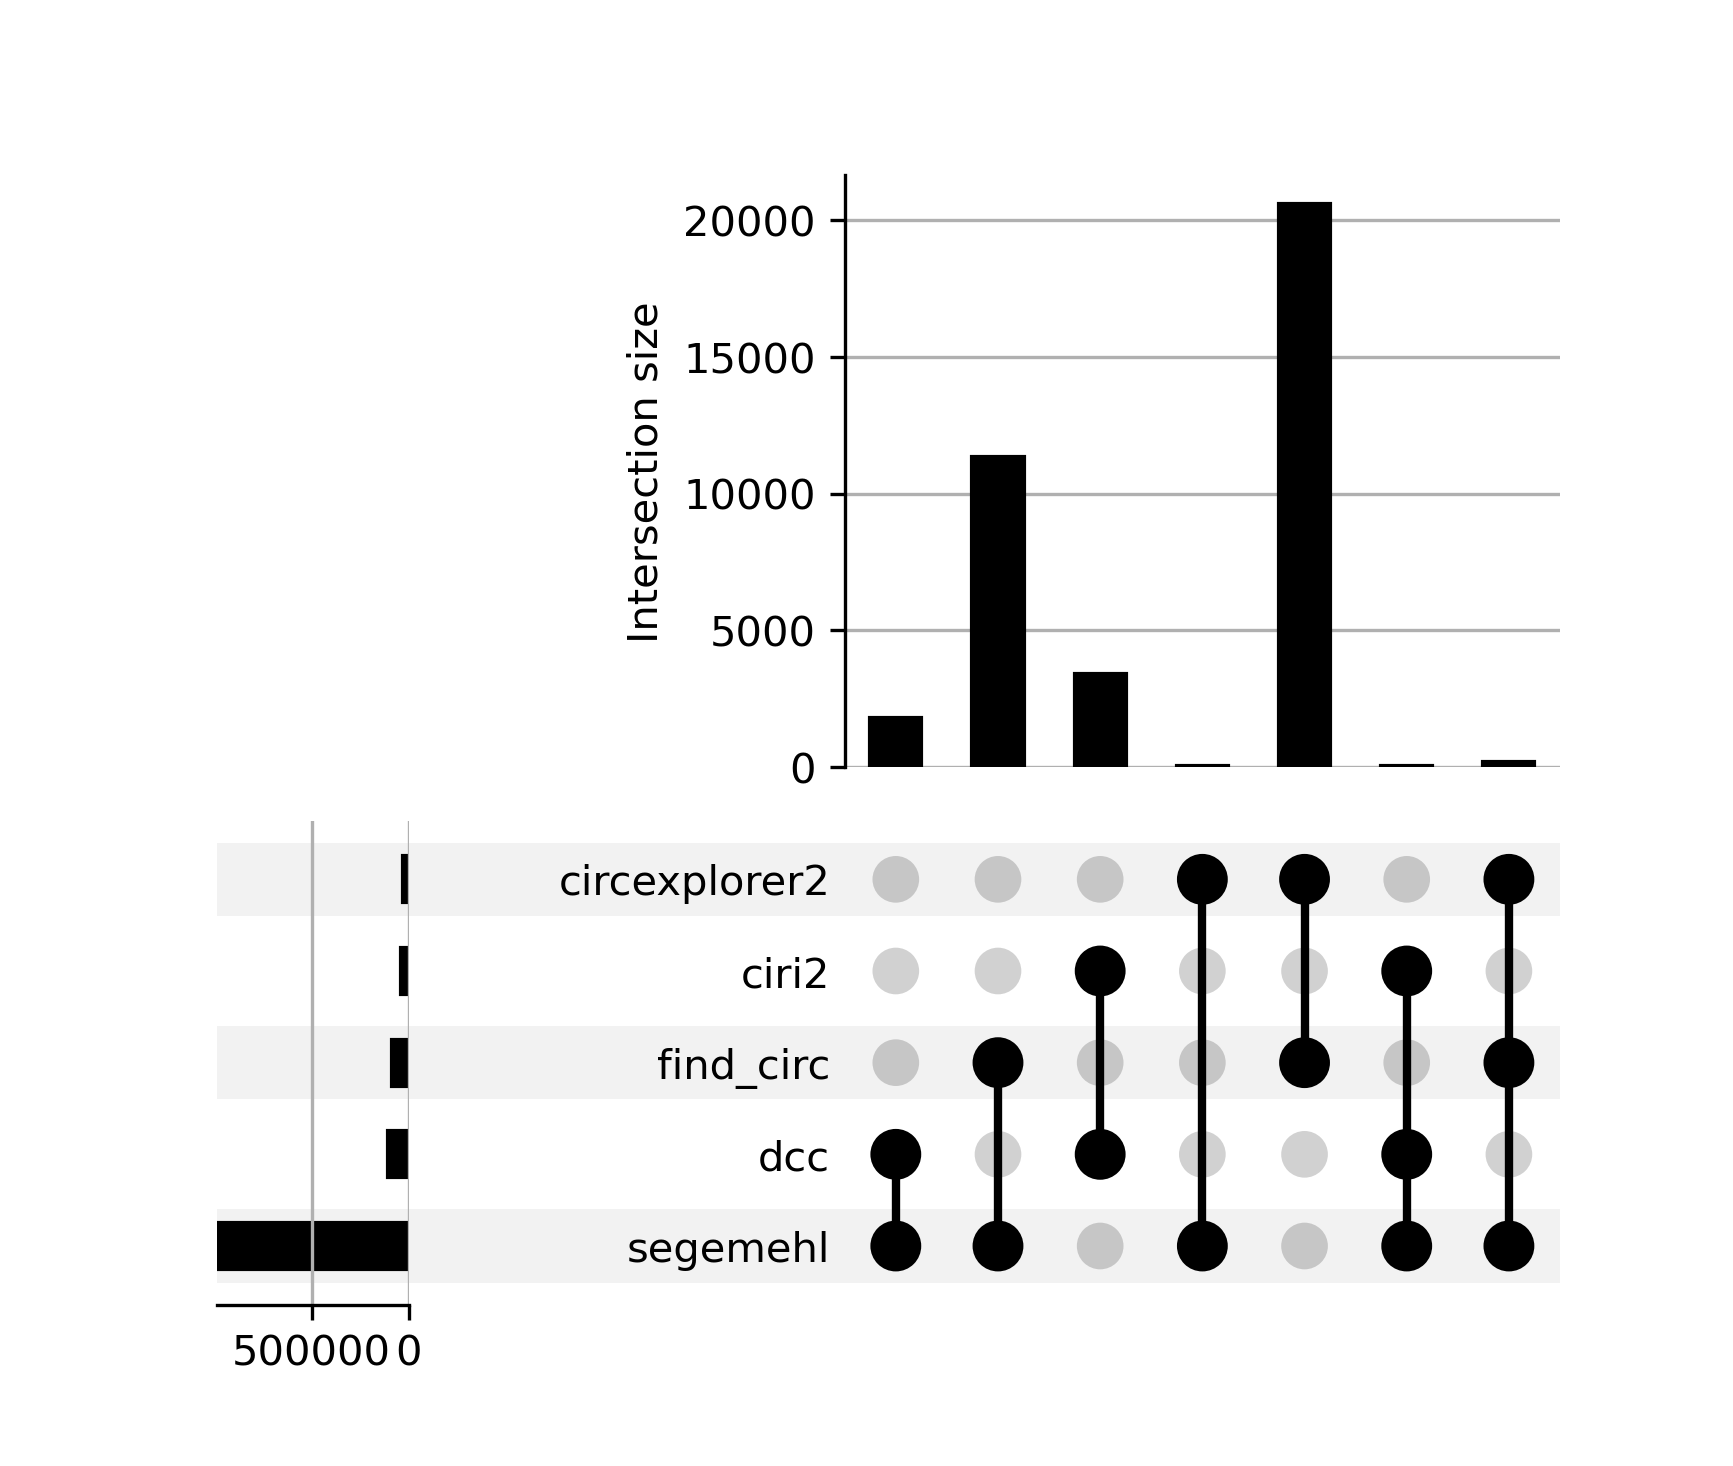 20000
15000
10000
5000
0
Intersection size
circexplorer2
ciri2
find_circ
dcc
segemehl
500000 0